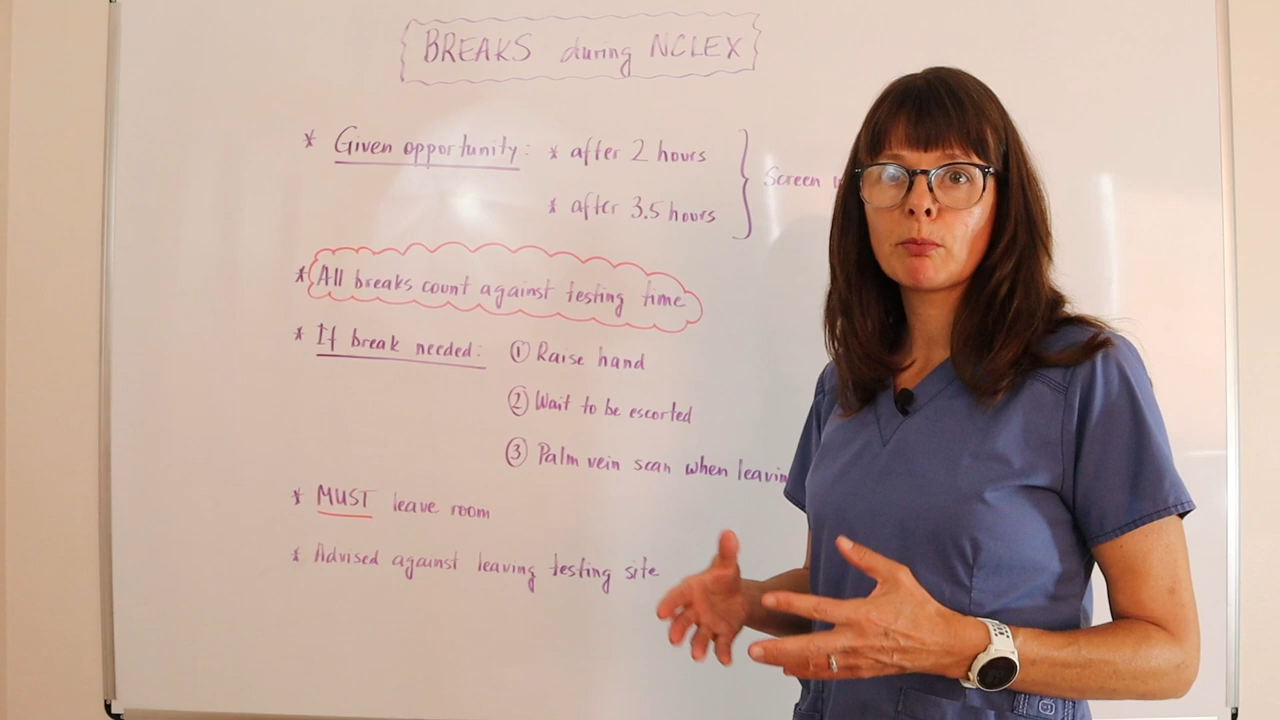 BREAKS during NCLEX
* Given opportunity: * after 2 hours
* after 3.5 hours
Screen
* All breaks count against testing time
* If break needed: ① Raise hand
② Wait to be escorted
③ Palm vein scan when leavin
* MUST leave room
* Advised against leaving testing site